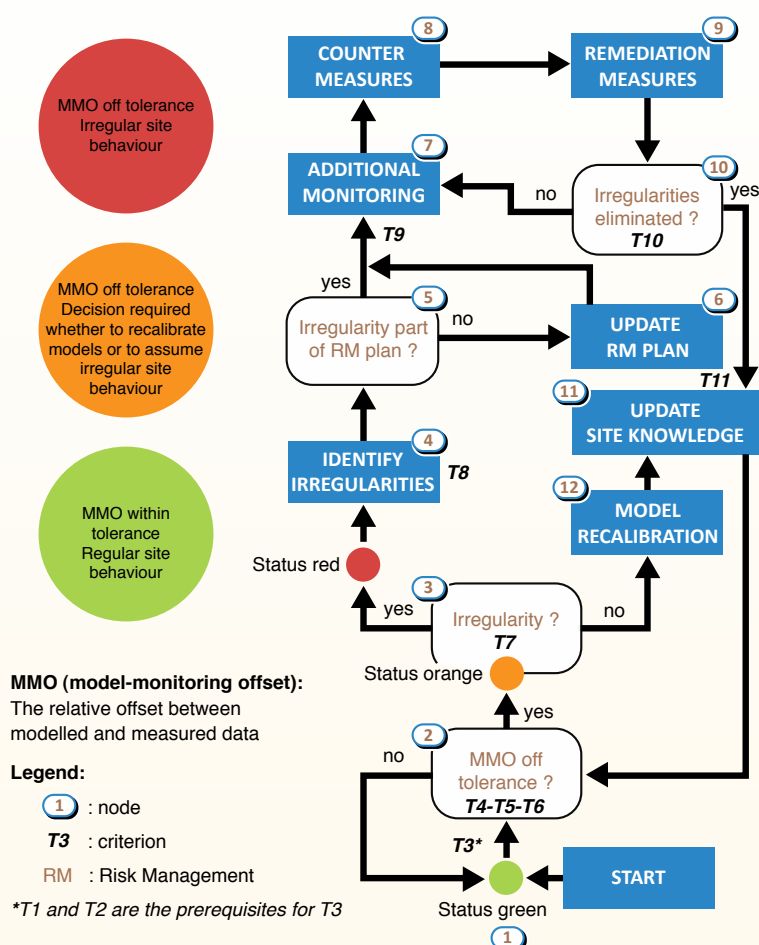 MMO off tolerance
Irregular site
behaviour
MMO off tolerance
Decision required
whether to recalibrate
models or to assume
irregular site
behaviour
MMO within
tolerance
Regular site
behaviour
8
COUNTER
MEASURES
9
REMEDIATION
MEASURES
7
ADDITIONAL
MONITORING
10
Irregularities
eliminated ?
T10
no
yes
T9
yes
5
Irregularity part
of RM plan ?
no
6
UPDATE
RM PLAN
T11
11
UPDATE
SITE KNOWLEDGE
4
IDENTIFY
IRREGULARITIES
T8
12
MODEL
RECALIBRATION
Status red
yes
3
Irregularity ?
T7
no
Status orange
yes
2
MMO off
tolerance ?
T4-T5-T6
no
T3*
START
Status green
1
MMO (model-monitoring offset):
The relative offset between
modelled and measured data
Legend:
1 : node
T3 : criterion
RM : Risk Management
*T1 and T2 are the prerequisites for T3